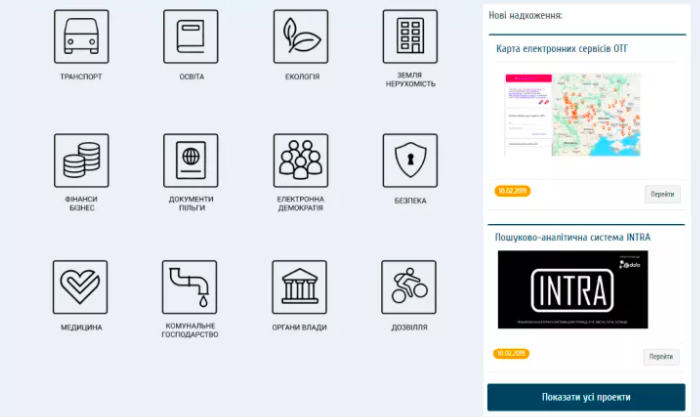 ТРАНСПОРТ
ОСВІТА
ЕКОЛОГІЯ
ЗЕМЛЯ
НЕРУХОМІСТЬ
ФІНАНСИ
БІЗНЕС
ДОКУМЕНТИ
ПІЛЬГИ
ЕЛЕКТРОННА
ДЕМОКРАТІЯ
БЕЗПЕКА
МЕДИЦИНА
КОМУНАЛЬНЕ
ГОСПОДАРСТВО
ОРГАНИ ВЛАДИ
ДОЗВІЛЛЯ
Нові надходження:
Карта електронних сервісів ОТГ
10.02.2019
Перейти
Пошуково-аналітична система INTRA
INTRA
10.02.2019
Перейти
Показати усі проекти